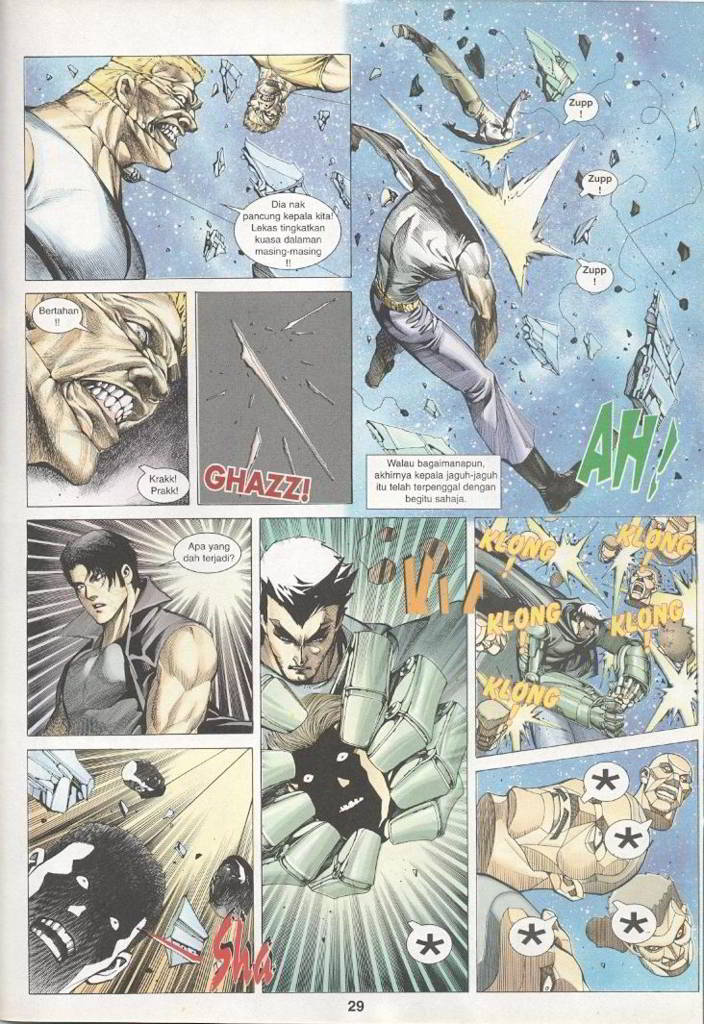 Dia nak
pancung kepala kita!
Lekas tingkatkan
kuasa dalaman
masing-masing
!!
Zupp
!
Zupp
!
Zupp
!
Bertahan
!!
Krakk!
Prakk!
GHAZZ!
AH!
Walau bagaimanapun,
akhirnya kepala jaguh-jaguh
itu telah terpenggal dengan
begitu sahaja.
Apa yang
dah terjadi?
KLONG!
KLONG!
KLONG!
KLONG!
KLONG!
Sha
*
*
*
*
*
29